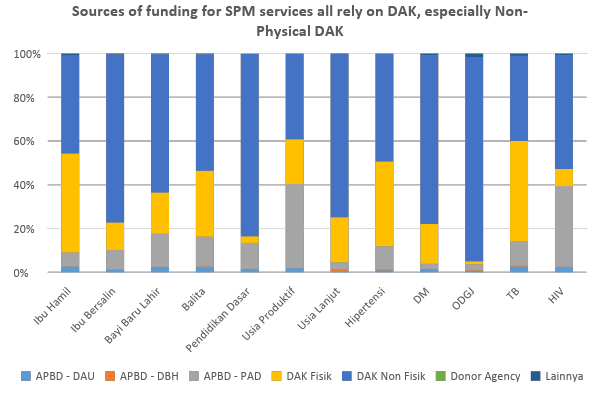 Sources of funding for SPM services all rely on DAK, especially Non-
Physical DAK
100%
80%
60%
40%
20%
0%
Ibu Hamil
Ibu Bersalin
Bayi Baru Lahir
Balita
Pendidikan Dasar
Usia Produktif
Usia Lanjut
Hipertensi
DM
ODGJ
TB
HIV
APBD - DAU
APBD - DBH
APBD - PAD
DAK Fisik
DAK Non Fisik
Donor Agency
Lainnya